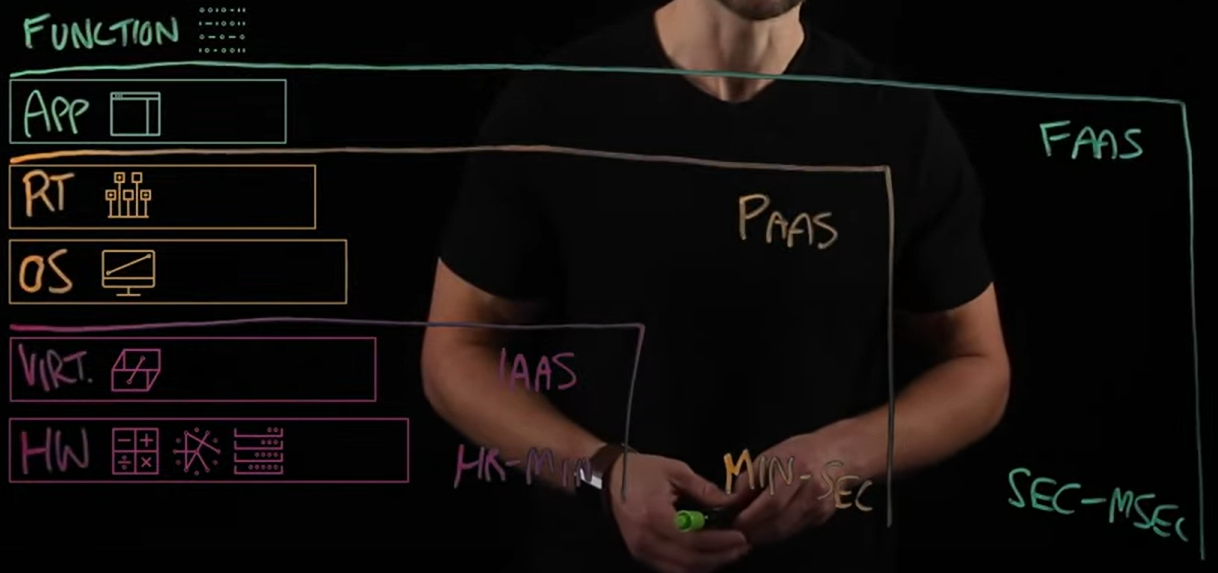 FUNCTION
APP
FAAS
RT
PAAS
OS
VIRT.
IAAS
HW
HR-MIN
MIN-SEC
SEC-MSEC